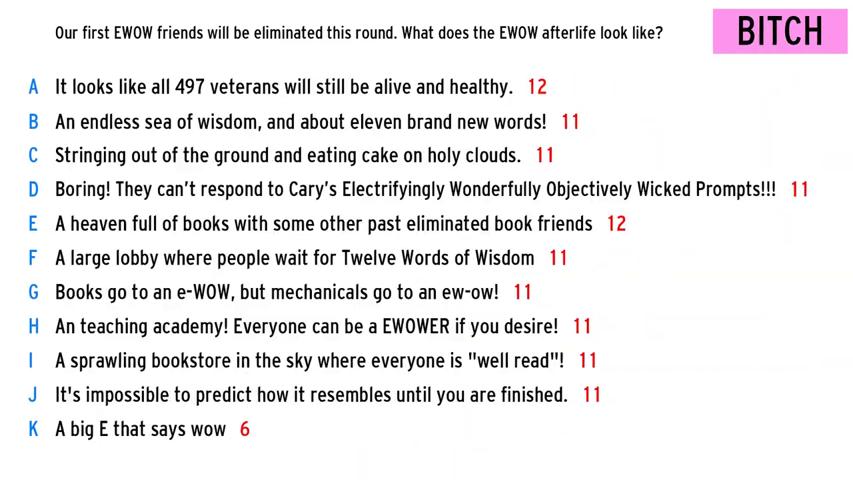 Our first EWOW friends will be eliminated this round. What does the EWOW afterlife look like?
BITCH
A It looks like all 497 veterans will still be alive and healthy. 12
B An endless sea of wisdom, and about eleven brand new words! 11
C Stringing out of the ground and eating cake on holy clouds. 11
D Boring! They can't respond to Cary's Electrifyingly Wonderfully Objectively Wicked Prompts!!! 11
E A heaven full of books with some other past eliminated book friends 12
F A large lobby where people wait for Twelve Words of Wisdom 11
G Books go to an e-WOW, but mechanicals go to an ew-ow! 11
H An teaching academy! Everyone can be a EWOWER if you desire! 11
I A sprawling bookstore in the sky where everyone is "well read"! 11
J It's impossible to predict how it resembles until you are finished. 11
K A big E that says wow 6